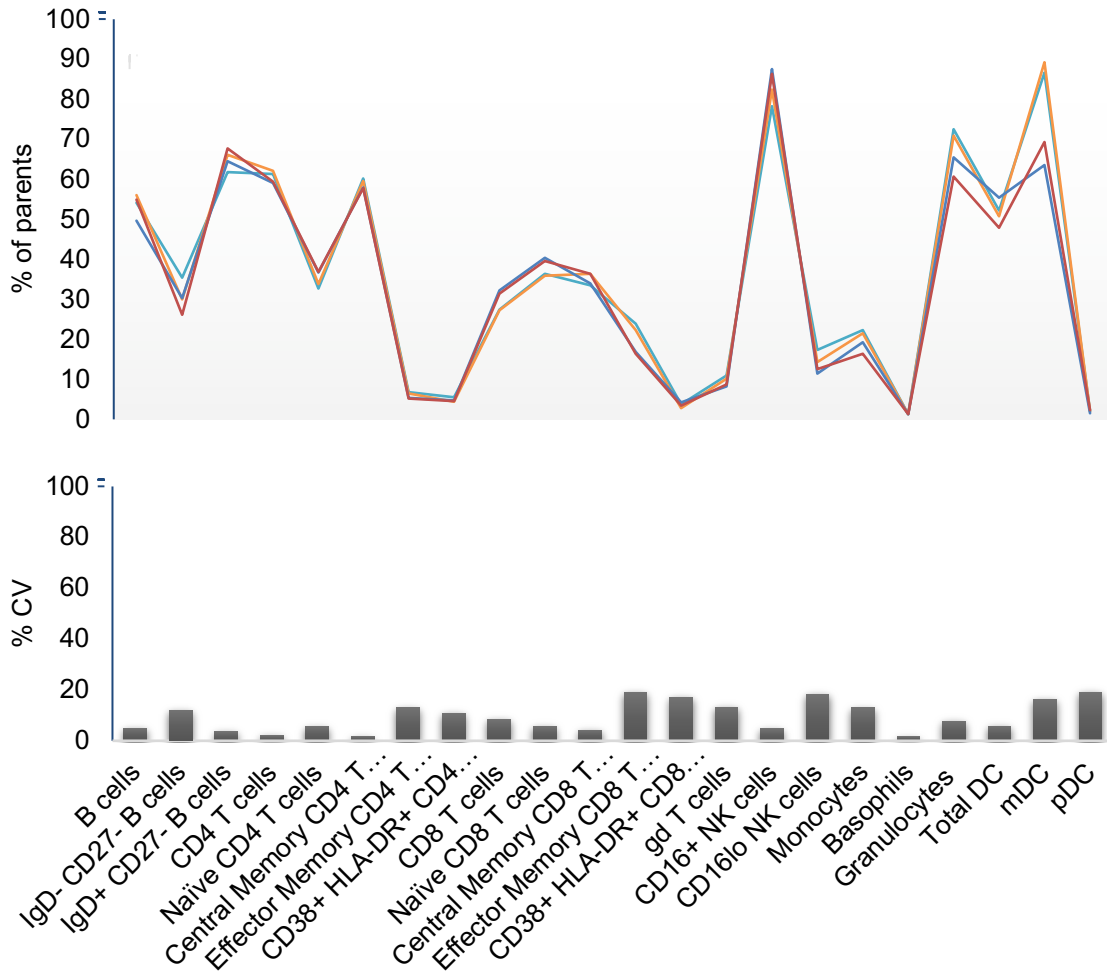 100
90
80
70
60
50
40
30
20
10
0
% of parents
100
80
60
40
20
0
% CV
B cells
IgD- CD27- B cells
IgD+ CD27- B cells
CD4 T cells
Naïve CD4 T cells
Central Memory CD4 T…
Effector Memory CD4 T…
CD38+ HLA-DR+ CD4…
CD8 T cells
Naïve CD8 T cells
Central Memory CD8 T…
Effector Memory CD8 T…
CD38+ HLA-DR+ CD8…
gd T cells
CD16+ NK cells
CD16lo NK cells
Monocytes
Basophils
Granulocytes
Total DC
mDC
pDC